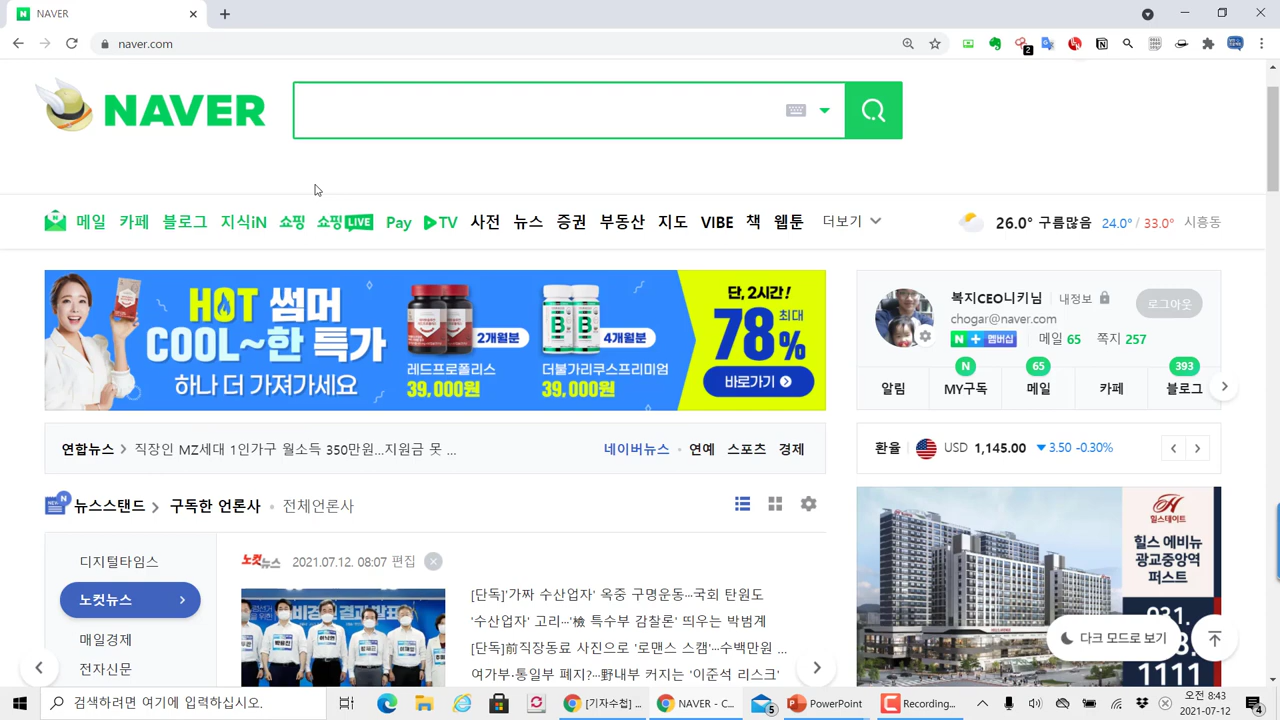 NAVER
naver.com
2
NAVER
메일 카페 블로그 지식iN 쇼핑 쇼핑LIVE Pay TV 사전 뉴스 증권 부동산 지도 VIBE 책 웹툰 더보기
26.0° 구름많음 24.0° / 33.0° 시흥동
HOT 썸머
COOL~한 특가
하나 더 가져가세요
2개월분
레드프로폴리스
39,000원
B
B
4개월분
더불가리쿠스프리미엄
39,000원
단, 2시간!
최대
78%
바로가기
복지CEO니키님 내정보 로그아웃
chogar@naver.com
N + 멤버십 메일 65 쪽지 257
N 65 393
알림 MY구독 메일 카페 블로그
연합뉴스 > 직장인 MZ세대 1인가구 월소득 350만원...지원금 못 ...
네이버뉴스 · 연예 스포츠 경제
환율 USD 1,145.00 ▼3.50 -0.30%
뉴스스탠드 > 구독한 언론사 · 전체언론사
디지털타임스
노컷뉴스
매일경제
전자신문
노컷뉴스 2021.07.12. 08:07 편집
[단독]'가짜 수산업자' 옥중 구명운동…국회 탄원도
'수산업자' 고리…'檢 특수부 감찰론' 띄우는 박범계
[단독]前직장동료 사진으로 '로맨스 스캠'…수백만원 ...
여가부·통일부 폐지?…野내부 커지는 '이준석 리스크'
H
힐스테이트
힐스 에비뉴
광교중앙역
퍼스트
031.
1111
다크 모드로 보기
검색하려면 여기에 입력하십시오.
[기자수첩] ...
NAVER - C...
5
PowerPoint
Recording...
오전 8:43
2021-07-12
4